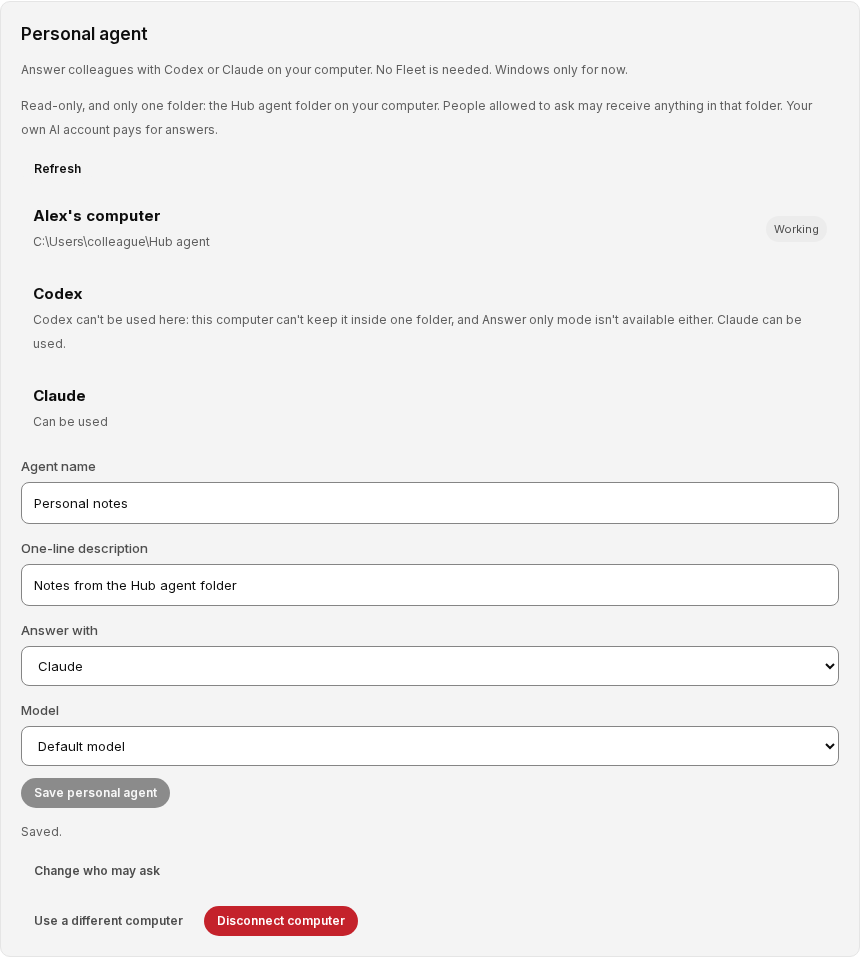 Personal agent
Answer colleagues with Codex or Claude on your computer. No Fleet is needed. Windows only for now.
Read-only, and only one folder: the Hub agent folder on your computer. People allowed to ask may receive anything in that folder. Your
own AI account pays for answers.
Refresh
Alex's computer
Working
C:\Users\colleague\Hub agent
Codex
Codex can't be used here: this computer can't keep it inside one folder, and Answer only mode isn't available either. Claude can be
used.
Claude
Can be used
Agent name
Personal notes
One-line description
Notes from the Hub agent folder
Answer with
Claude
Model
Default model
Save personal agent
Saved.
Change who may ask
Use a different computer
Disconnect computer